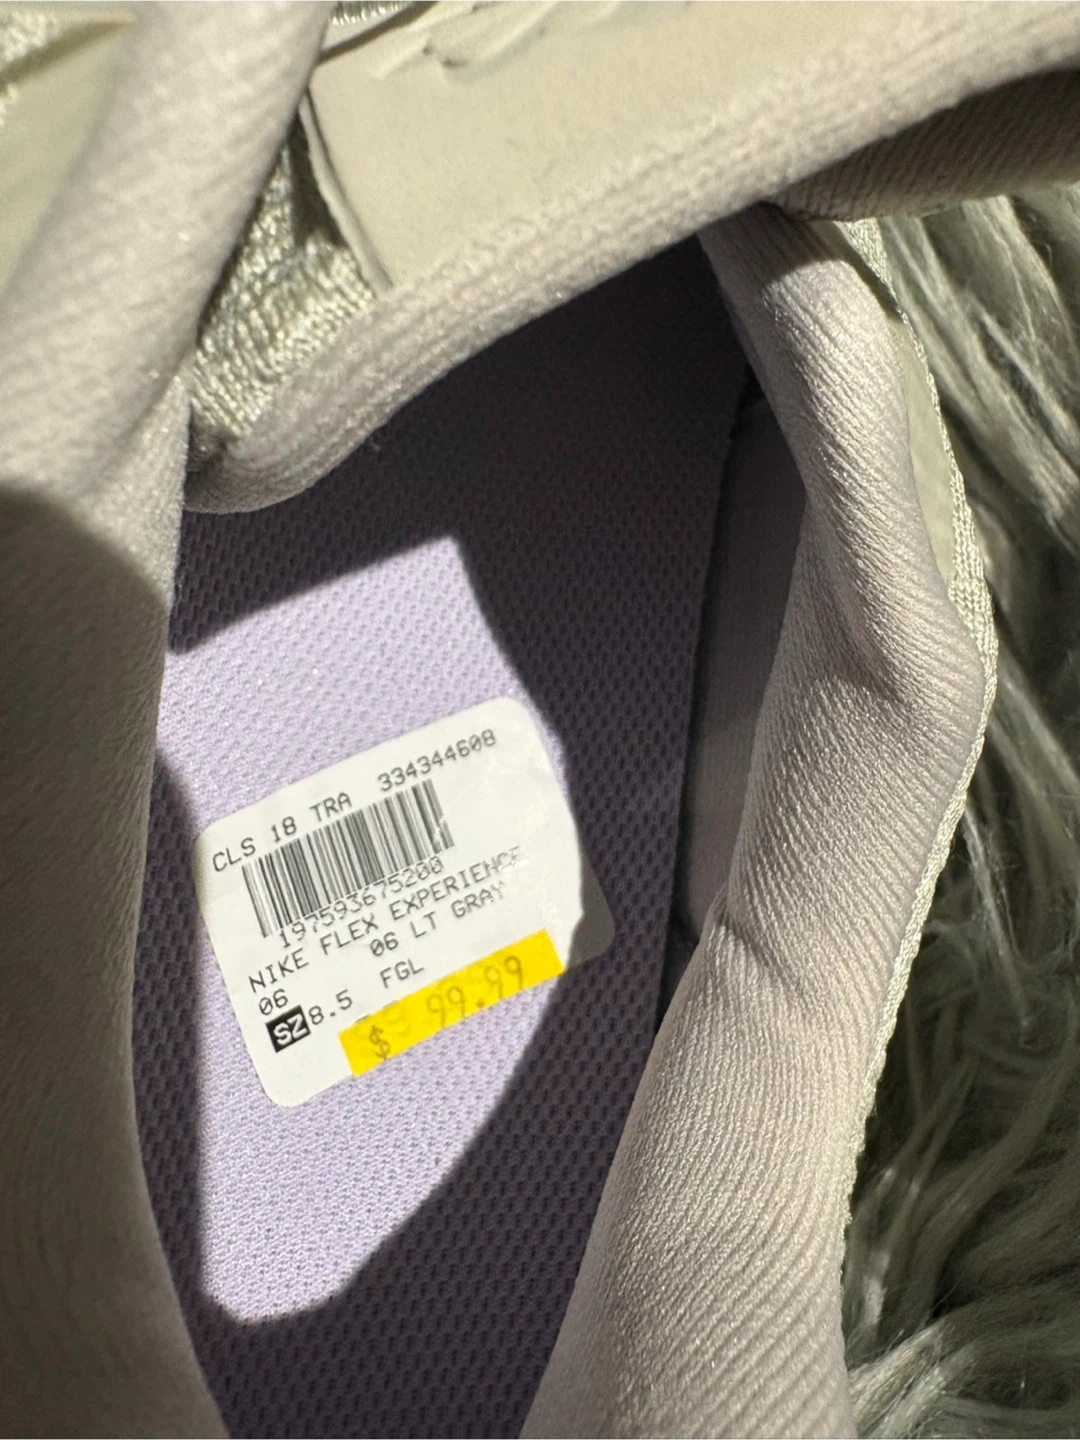 CLS 18 TRA 334344608
197593675200
NIKE FLEX EXPERIENCE
06 06 LT GRAY
SZ 8.5 FGL
$ 99.99